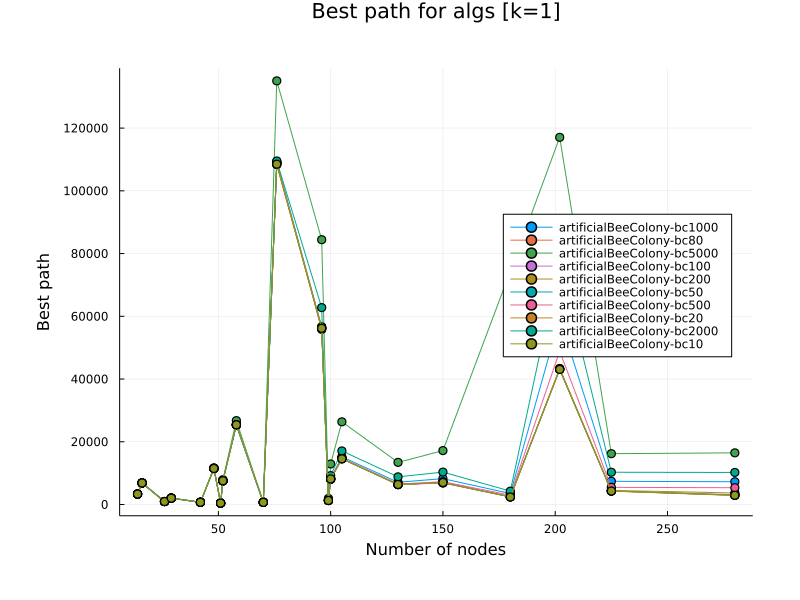 Best path for algs [k=1]
120000
100000
80000
60000
40000
20000
0
Best path
artificialBeeColony-bc1000
artificialBeeColony-bc80
artificialBeeColony-bc5000
artificialBeeColony-bc100
artificialBeeColony-bc200
artificialBeeColony-bc50
artificialBeeColony-bc500
artificialBeeColony-bc20
artificialBeeColony-bc2000
artificialBeeColony-bc10
50 100 150 200 250
Number of nodes